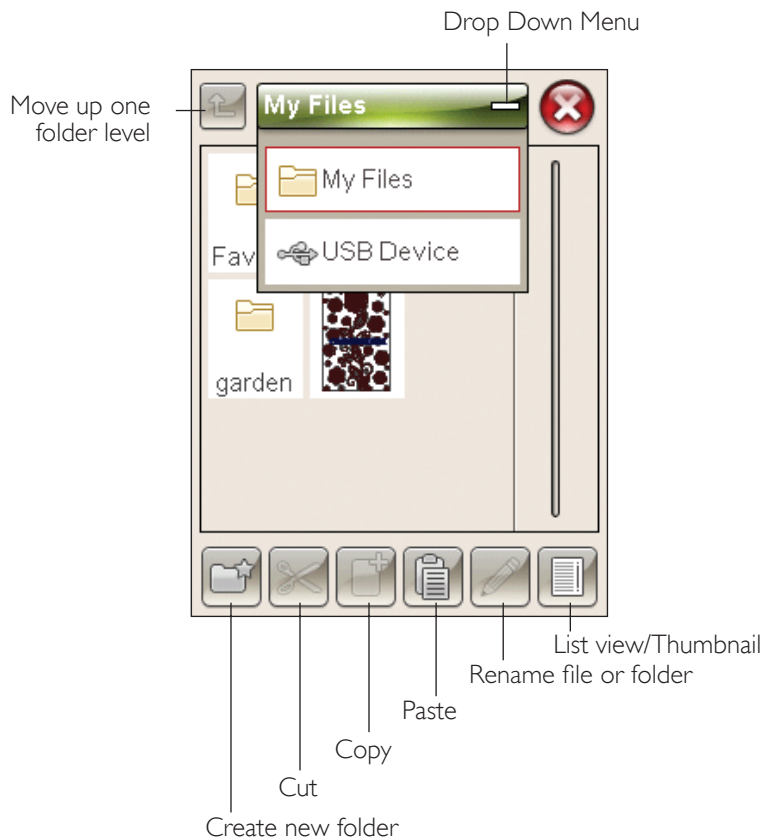 Drop Down Menu
Move up one
folder level
My Files
My Files
Fav
USB Device
garden
List view/Thumbnail
Rename file or folder
Paste
Copy
Cut
Create new folder